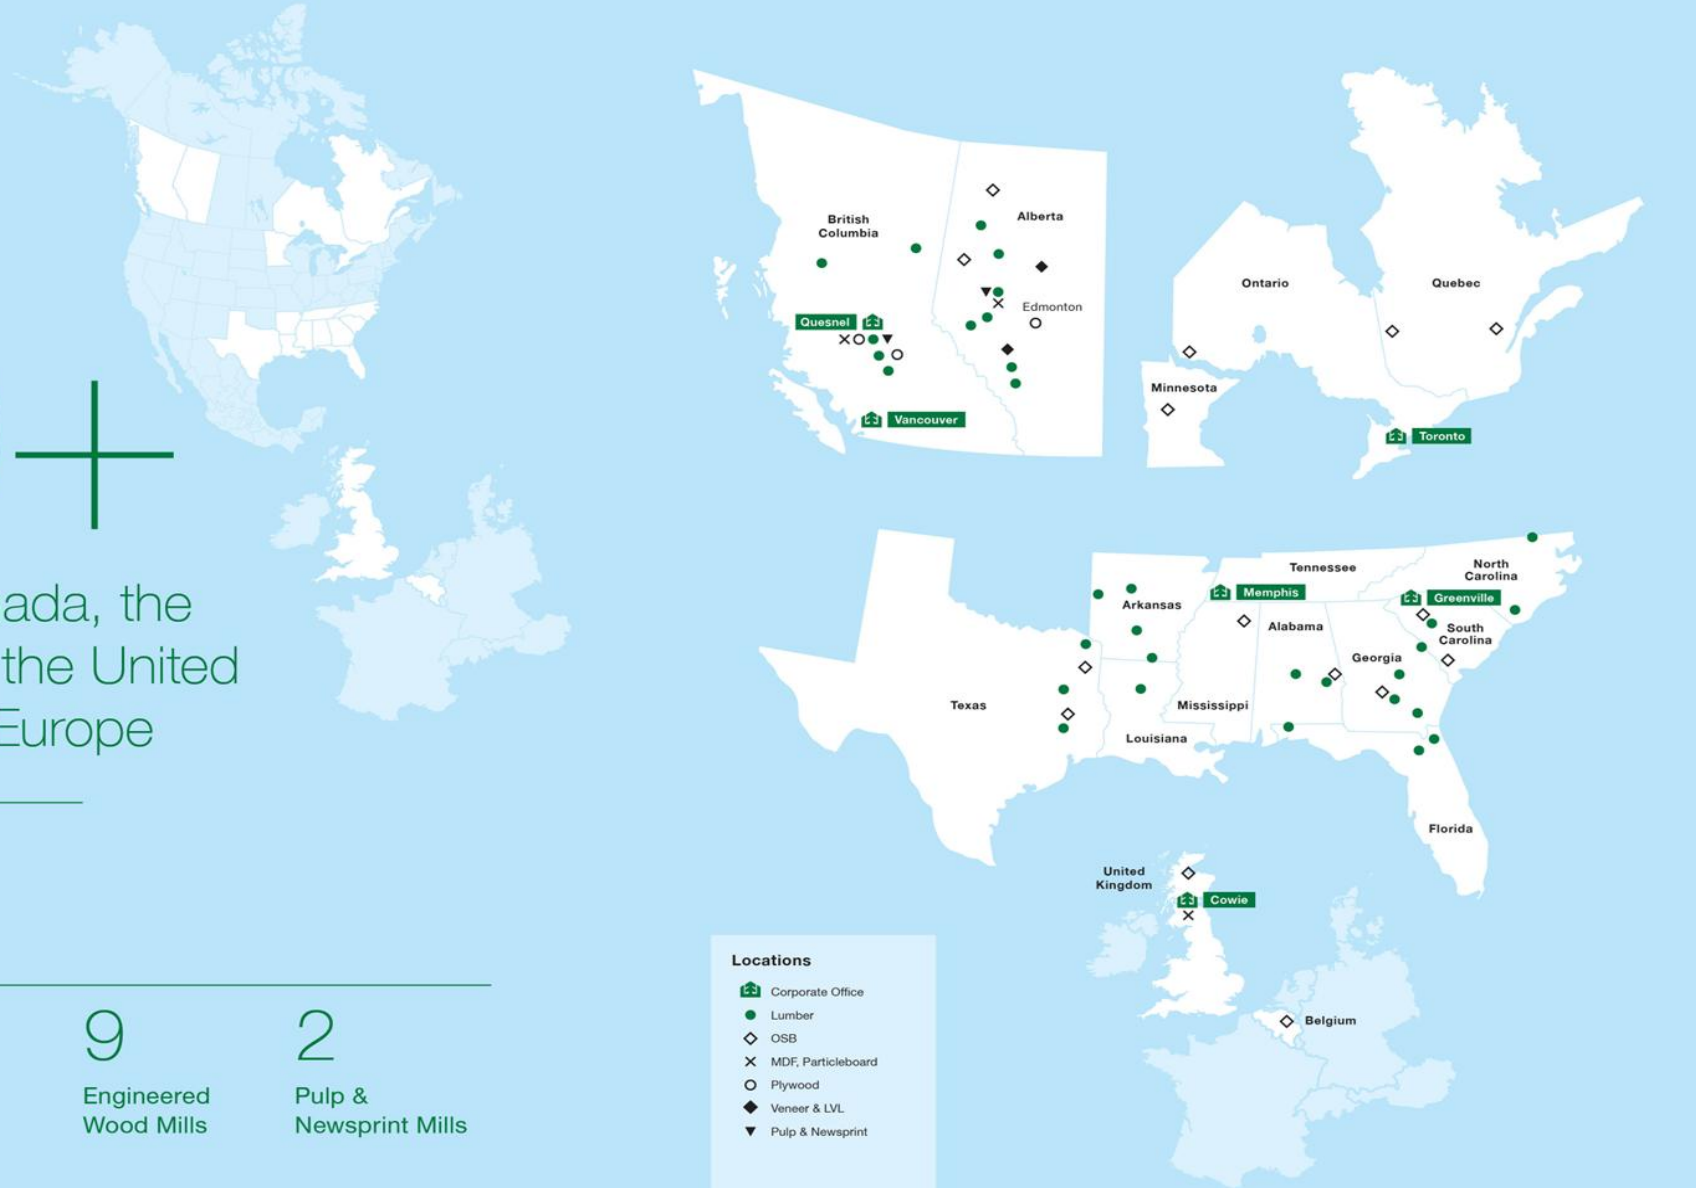 ada, the
the United
Europe
9
Engineered
Wood Mills
2
Pulp &
Newsprint Mills
British
Columbia
Alberta
Edmonton
Quesnel
Vancouver
Ontario
Quebec
Minnesota
Toronto
Tennessee
North
Carolina
Memphis
Greenville
Arkansas
Alabama
South
Carolina
Georgia
Texas
Mississippi
Louisiana
Florida
United
Kingdom
Cowie
Belgium
Locations
Corporate Office
Lumber
OSB
MDF, Particleboard
Plywood
Veneer & LVL
Pulp & Newsprint